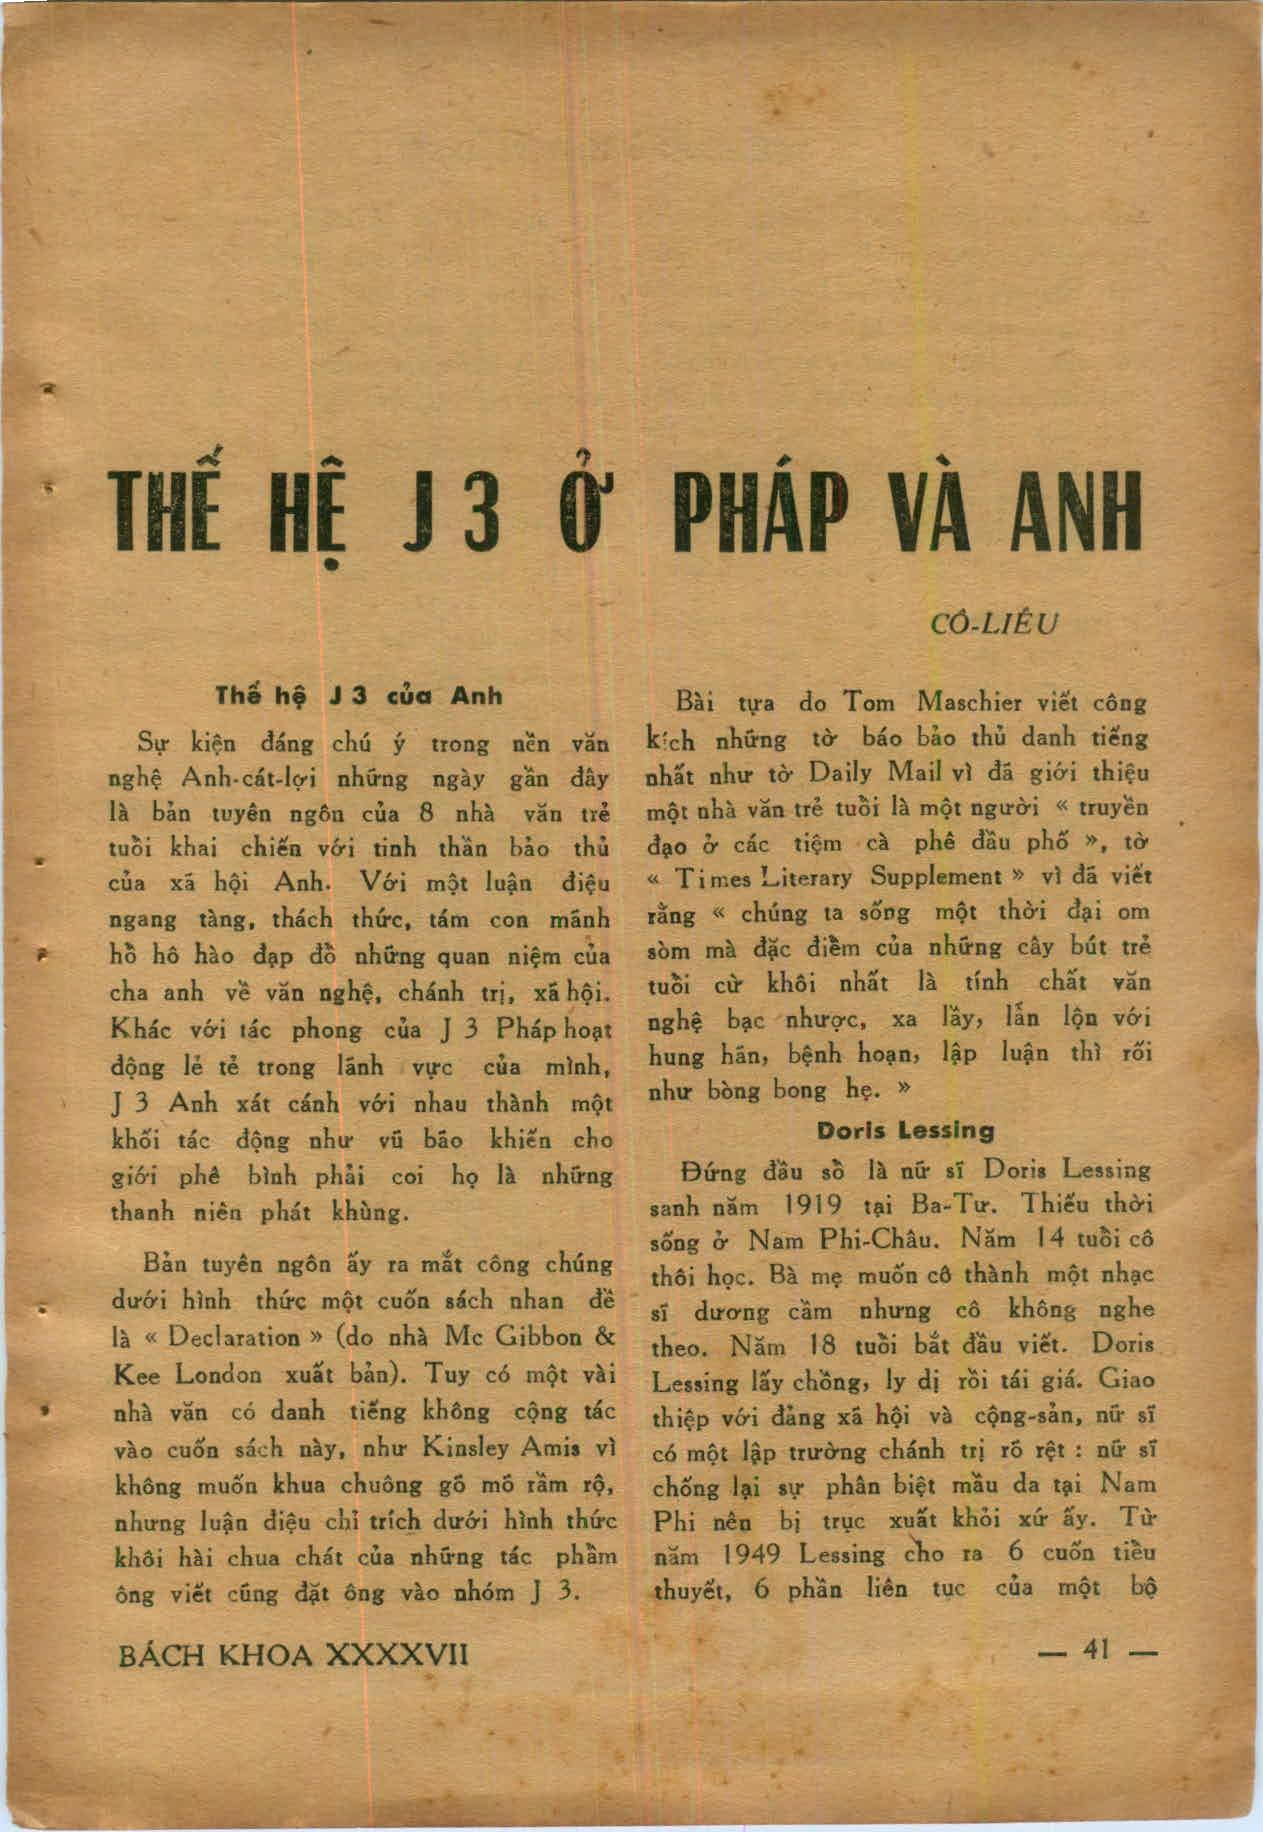 THẾ HỆ J 3 Ở PHÁP VÀ ANH
CÔ-LIÊU
Thế hệ J 3 của Anh
Sự kiện đáng chú ý trong nền văn
nghệ Anh-cát-lợi những ngày gần đây
là bản tuyên ngôn của 8 nhà văn trẻ
tuổi khai chiến với tinh thần bảo thủ
của xã hội Anh. Với một luận điệu
ngang tàng, thách thức, tám con mãnh
hổ hô hào đạp đổ những quan niệm của
cha anh về văn nghệ, chánh trị, xã hội.
Khác với tác phong của J 3 Pháp hoạt
động lẻ tẻ trong lãnh vực của mình,
J 3 Anh xát cánh với nhau thành một
khối tác động như vũ bão khiến cho
giới phê bình phải coi họ là những
thanh niên phát khùng.
Bản tuyên ngôn ấy ra mắt công chúng
dưới hình thức một cuốn sách nhan đề
là « Declaration » (do nhà Mc Gibbon &
Kee London xuất bản). Tuy có một vài
nhà văn có danh tiếng không cộng tác
vào cuốn sách này, như Kinsley Amis vì
không muốn khua chuông gõ mõ rầm rộ,
nhưng luận điệu chỉ trích dưới hình thức
khôi hài chua chát của những tác phẩm
ông viết cũng đặt ông vào nhóm J 3.
Bài tựa do Tom Maschier viết công
kích những tờ báo bảo thủ danh tiếng
nhất như tờ Daily Mail vì đã giới thiệu
một nhà văn trẻ tuổi là một người « truyền
đạo ở các tiệm cà phê đầu phố », tờ
« Times Literary Supplement » vì đã viết
rằng « chúng ta sống một thời đại om
sòm mà đặc điểm của những cây bút trẻ
tuổi cừ khôi nhất là tính chất văn
nghệ bạc nhược, xa lầy, lẫn lộn với
hung hãn, bệnh hoạn, lập luận thì rối
như bòng bong hẹ. »
Doris Lessing
Đứng đầu sổ là nữ sĩ Doris Lessing
sanh năm 1919 tại Ba-Tư. Thiếu thời
sống ở Nam Phi-Châu. Năm 14 tuổi cô
thôi học. Bà mẹ muốn cô thành một nhạc
sĩ dương cầm nhưng cô không nghe
theo. Năm 18 tuổi bắt đầu viết. Doris
Lessing lấy chồng, ly dị rồi tái giá. Giao
thiệp với đảng xã hội và cộng-sản, nữ sĩ
có một lập trường chánh trị rõ rệt : nữ sĩ
chống lại sự phân biệt mầu da tại Nam
Phi nên bị trục xuất khỏi xứ ấy. Từ
năm 1949 Lessing cho ra 6 cuốn tiểu
thuyết, 6 phần liên tục của một bộ
BÁCH KHOA XXXXVII
— 41 —